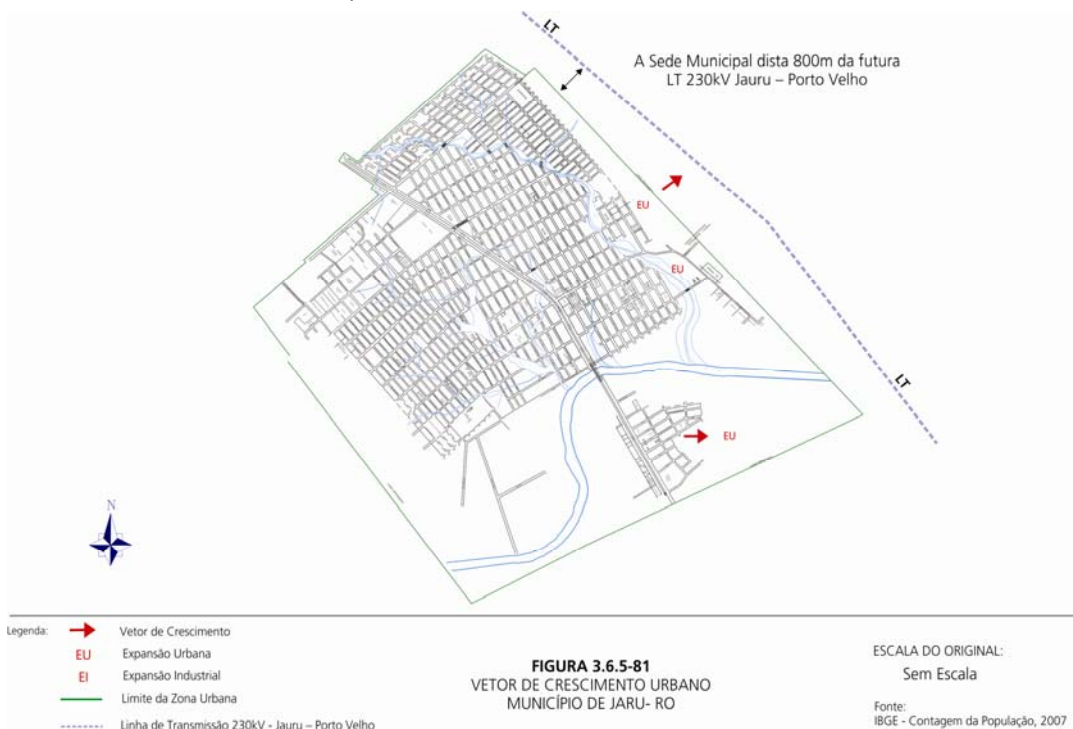 LT
A Sede Municipal dista 800m da futura
LT 230kV Jauru – Porto Velho
EU
EU
LT
EU
N
Legenda:
Vetor de Crescimento
EU Expansão Urbana
EI Expansão Industrial
Limite da Zona Urbana
Linha de Transmissão 230kV - Jauru – Porto Velho
FIGURA 3.6.5-81
VETOR DE CRESCIMENTO URBANO
MUNICÍPIO DE JARU- RO
ESCALA DO ORIGINAL:
Sem Escala
Fonte:
IBGE - Contagem da População, 2007